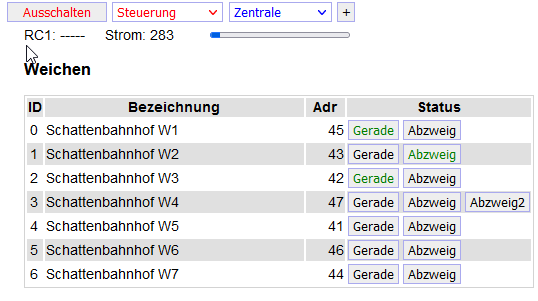 Ausschalten Steuerung Zentrale +
RC1: ----- Strom: 283
Weichen
ID Bezeichnung Adr Status
0 Schattenbahnhof W1 45 Gerade Abzweig
1 Schattenbahnhof W2 43 Gerade Abzweig
2 Schattenbahnhof W3 42 Gerade Abzweig
3 Schattenbahnhof W4 47 Gerade Abzweig Abzweig2
4 Schattenbahnhof W5 41 Gerade Abzweig
5 Schattenbahnhof W6 46 Gerade Abzweig
6 Schattenbahnhof W7 44 Gerade Abzweig